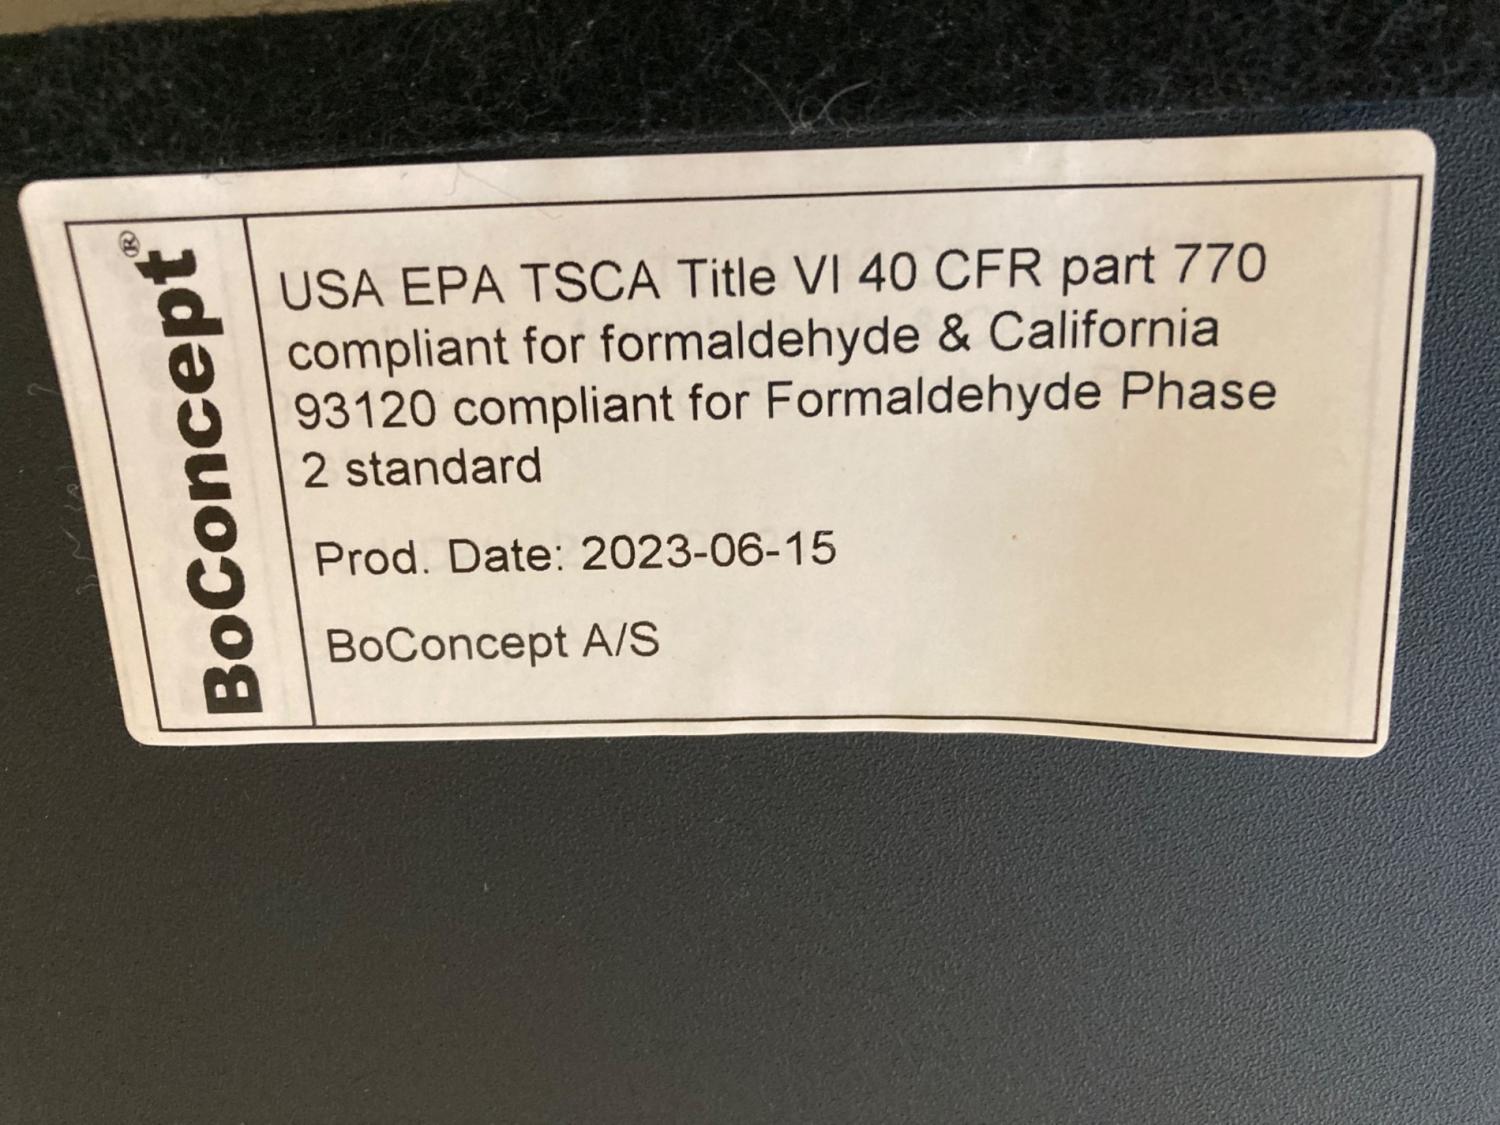 BoConcept®
USA EPA TSCA Title VI 40 CFR part 770
compliant for formaldehyde & California
93120 compliant for Formaldehyde Phase
2 standard
Prod. Date: 2023-06-15
BoConcept A/S